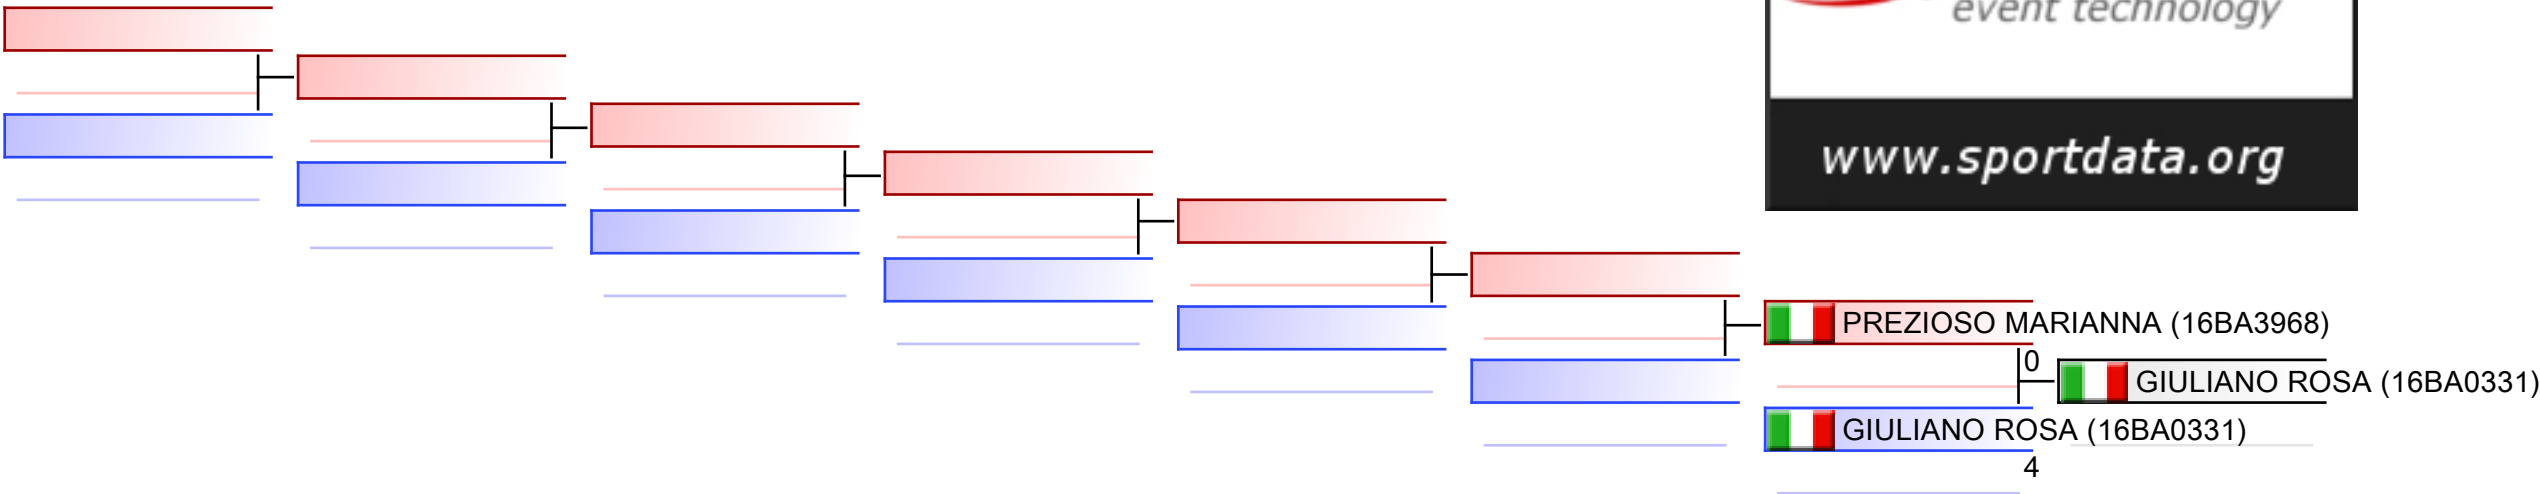 event technology
www.sportdata.org
PREZIOSO MARIANNA (16BA3968)
0
GIULIANO ROSA (16BA0331)
GIULIANO ROSA (16BA0331)
4